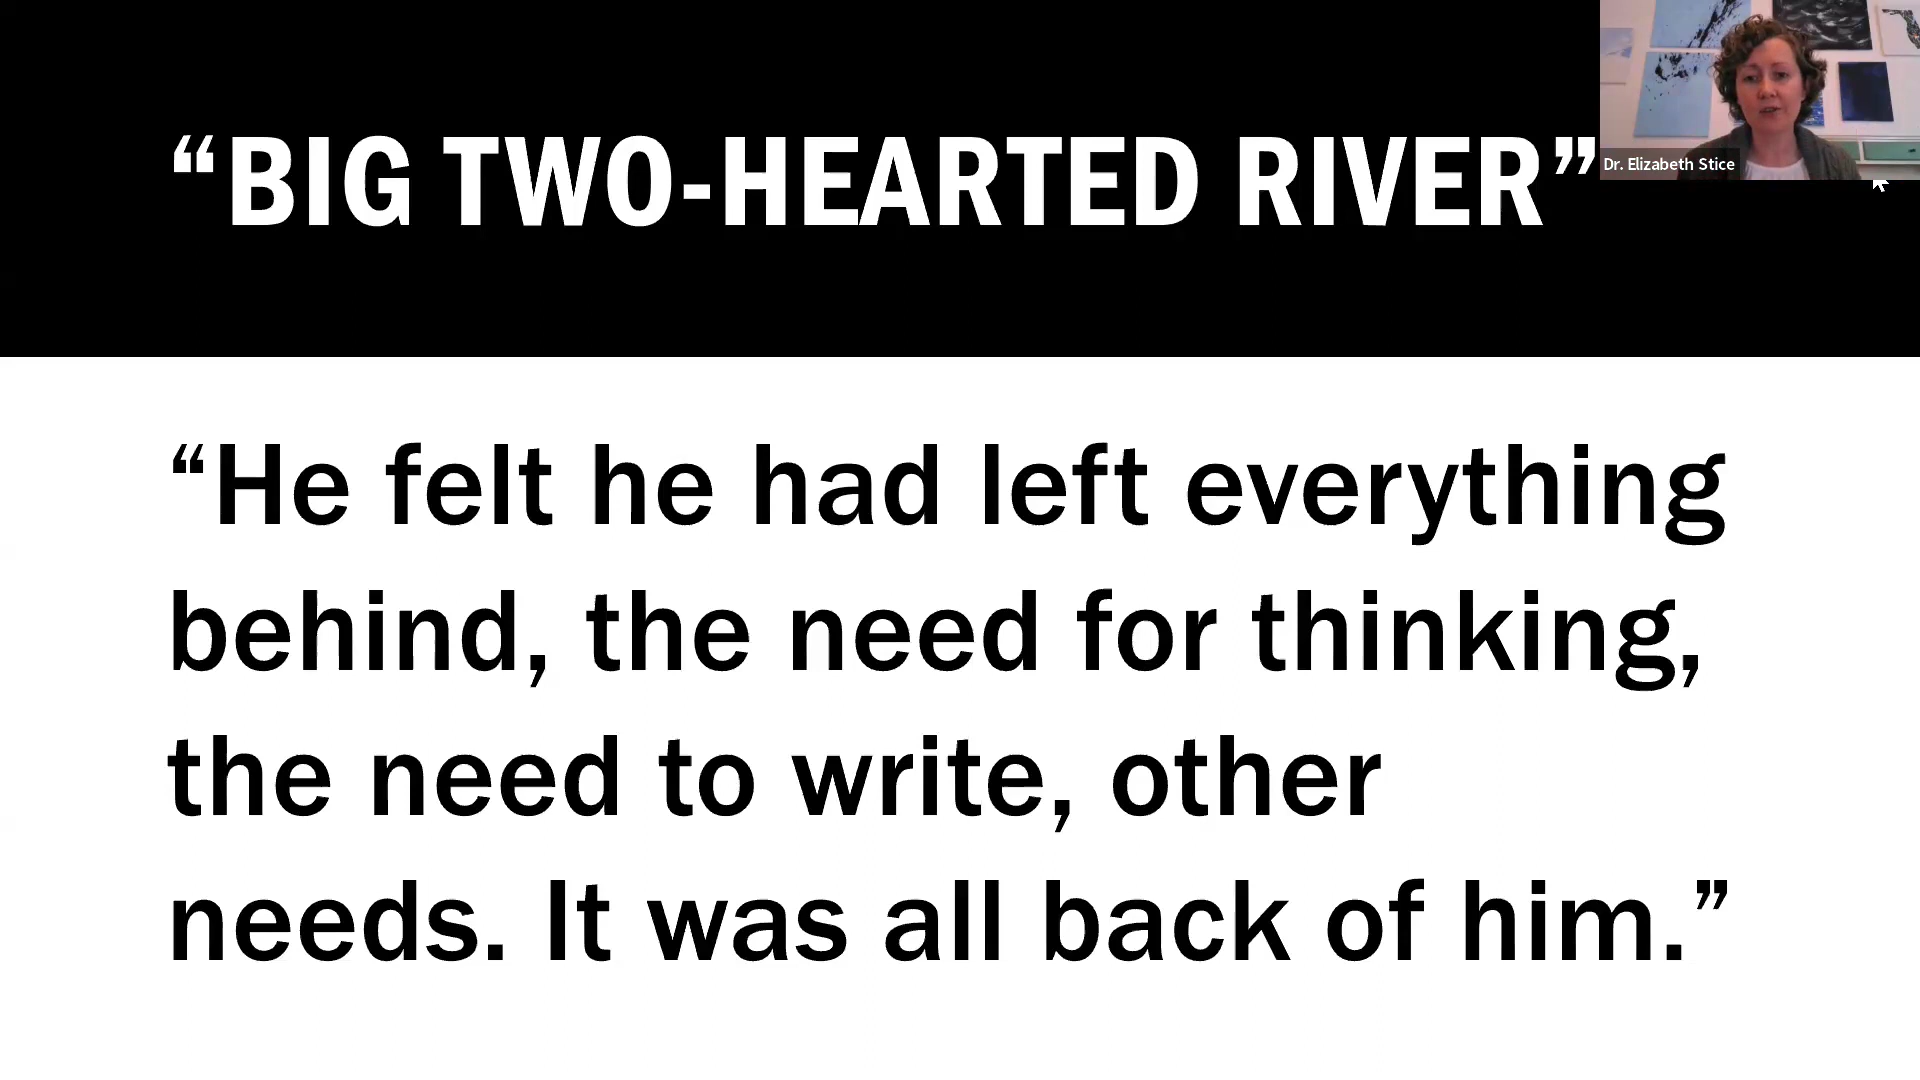 “BIG TWO-HEARTED RIVER”
Dr. Elizabeth Stice
“He felt he had left everything
behind, the need for thinking,
the need to write, other
needs. It was all back of him.”